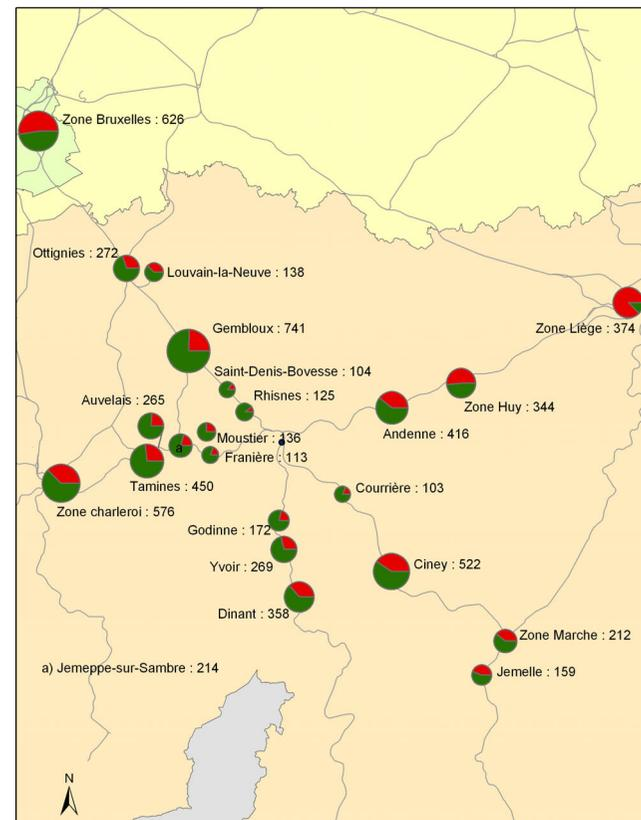 Zone Bruxelles : 626
Ottignies : 272
Louvain-la-Neuve : 138
Gembloux : 741
Zone Liège : 374
Saint-Denis-Bovesse : 104
Rhisnes : 125
Auvelais : 265
Zone Huy : 344
Andenne : 416
Moustier : 136
a
Franière : 113
Tamines : 450
Courrière : 103
Zone charleroi : 576
Godinne : 172
Yvoir : 269
Ciney : 522
Dinant : 358
Zone Marche : 212
a) Jemeppe-sur-Sambre : 214
Jemelle : 159
N